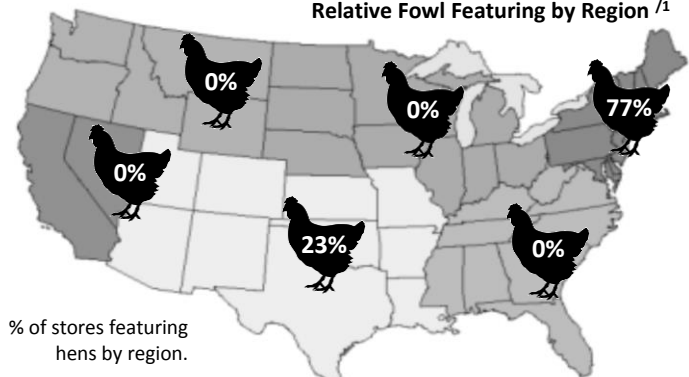 Relative Fowl Featuring by Region /1
0%
0%
77%
0%
23%
0%
% of stores featuring
hens by region.